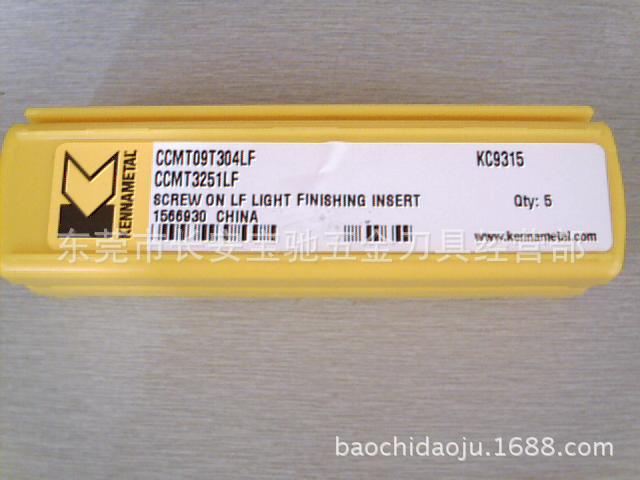 KENNAMETAL
CCMT09T304LF
KC9315
CCMT3251LF
SCREW ON LF LIGHT FINISHING INSERT
Qty: 5
1566930 CHINA
www.kennametal.com
东莞市长安宝驰五金刀具经营部
baochidaoju.1688.com